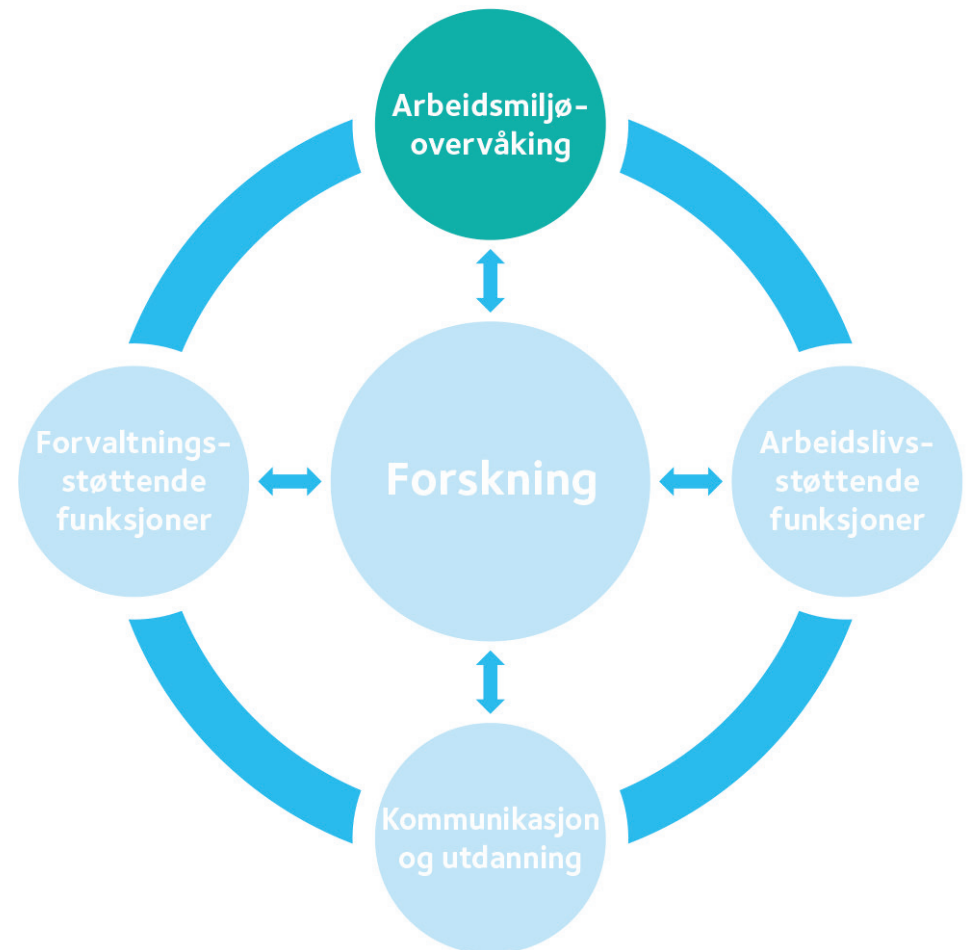 Arbeidsmiljø-
overvåking
Forvaltnings-
støttende
funksjoner
Forskning
Arbeidslivs-
støttende
funksjoner
Kommunikasjon
og utdanning